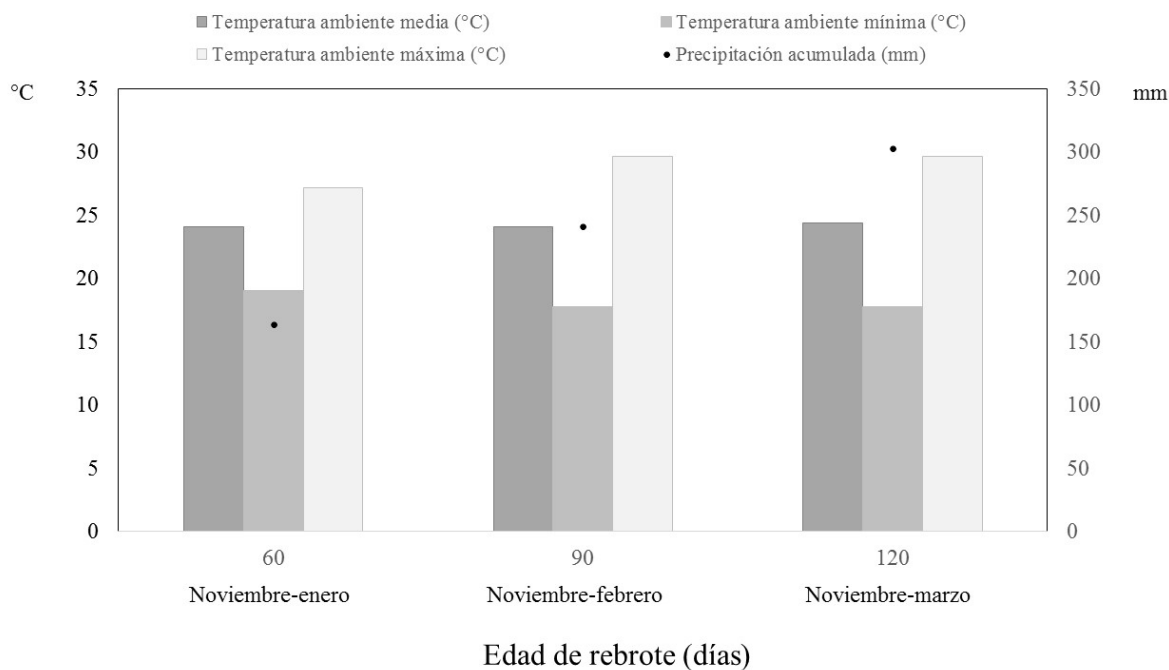 Temperatura ambiente media (°C)
Temperatura ambiente mínima (°C)
Temperatura ambiente máxima (°C)
Precipitación acumulada (mm)
°C
mm
35
30
25
20
15
10
5
0
350
300
250
200
150
100
50
0
60
90
120
Noviembre-enero
Noviembre-febrero
Noviembre-marzo
Edad de rebrote (días)